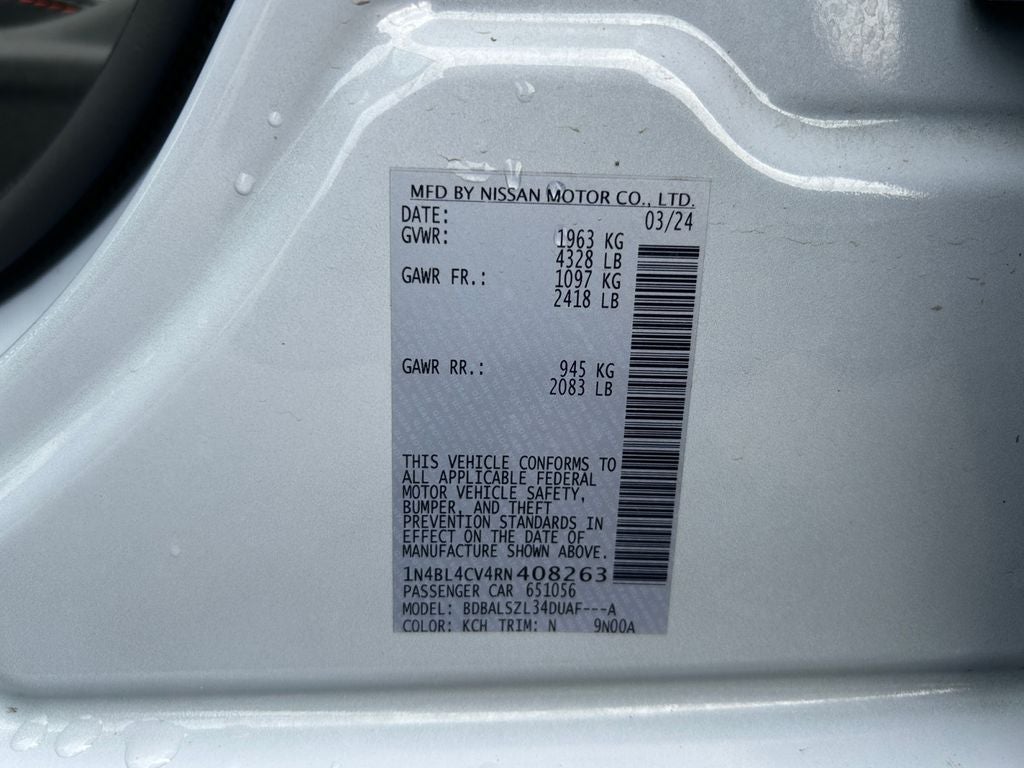 MFD BY NISSAN MOTOR CO., LTD.
DATE: 03/24
GVWR: 1963 KG
4328 LB
GAWR FR.: 1097 KG
2418 LB
GAWR RR.: 945 KG
2083 LB
THIS VEHICLE CONFORMS TO
ALL APPLICABLE FEDERAL
MOTOR VEHICLE SAFETY,
BUMPER, AND THEFT
PREVENTION STANDARDS IN
EFFECT ON THE DATE OF
MANUFACTURE SHOWN ABOVE.
1N4BL4CV4RN408263
PASSENGER CAR 651056
MODEL: BDBALSZL34DUAF---A
COLOR: KCH TRIM: N 9N00A